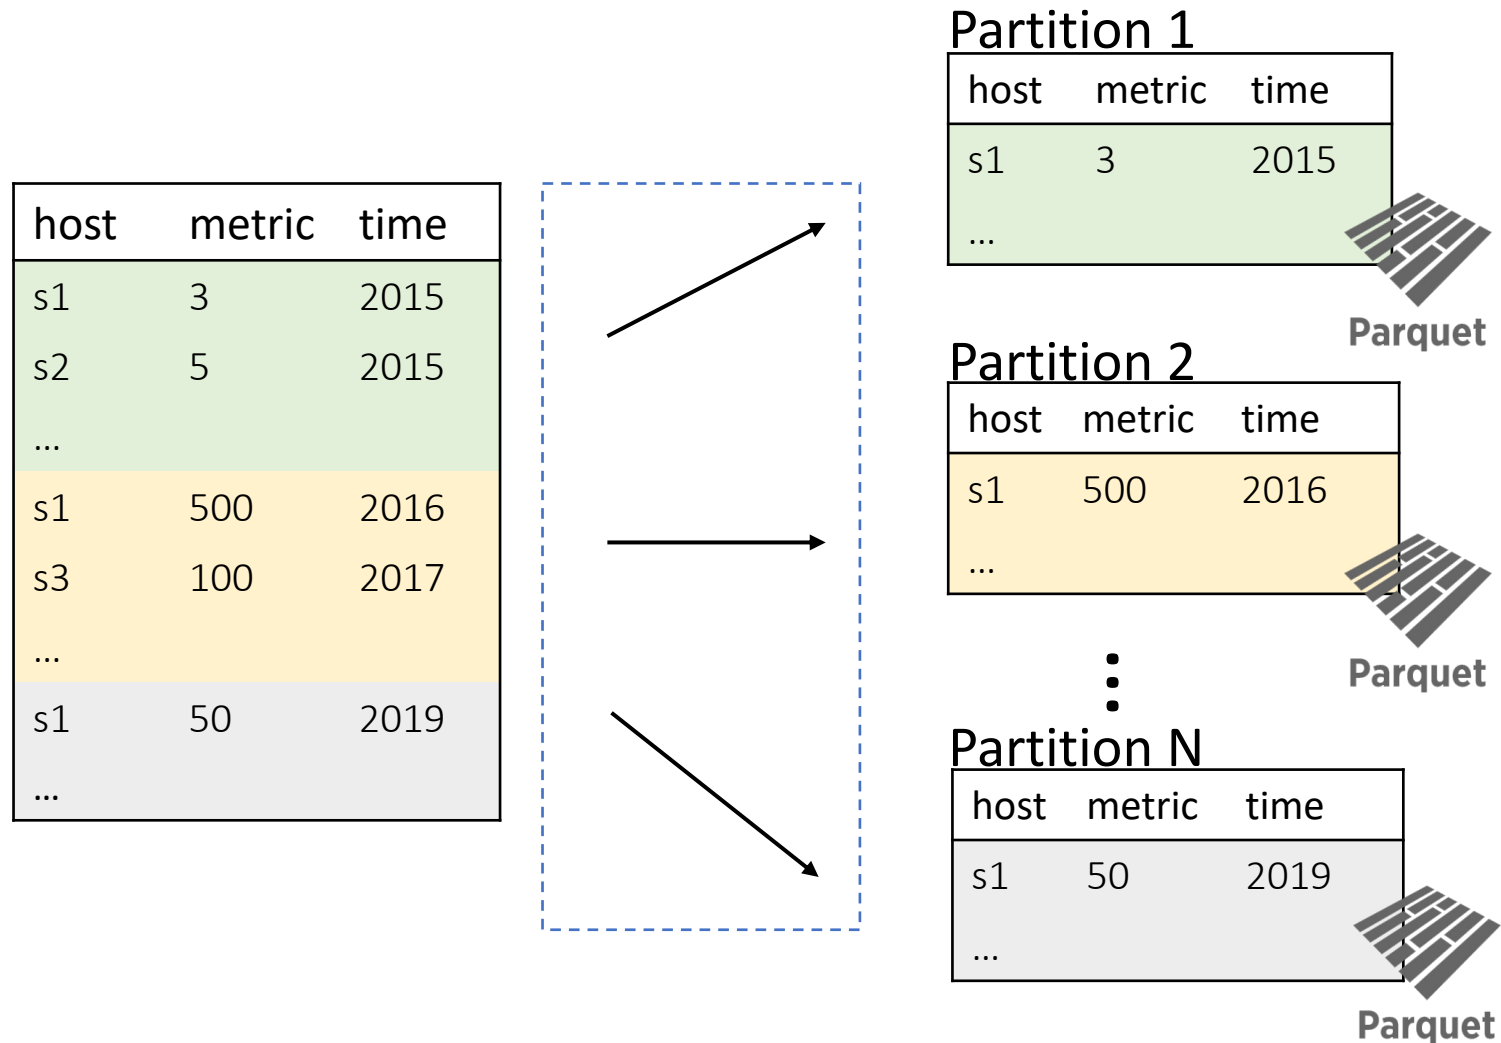 host metric time
s1 3 2015
s2 5 2015
...
s1 500 2016
s3 100 2017
...
s1 50 2019
...
Partition 1
host metric time
s1 3 2015
...
Parquet
Partition 2
host metric time
s1 500 2016
...
Parquet
Partition N
host metric time
s1 50 2019
...
Parquet